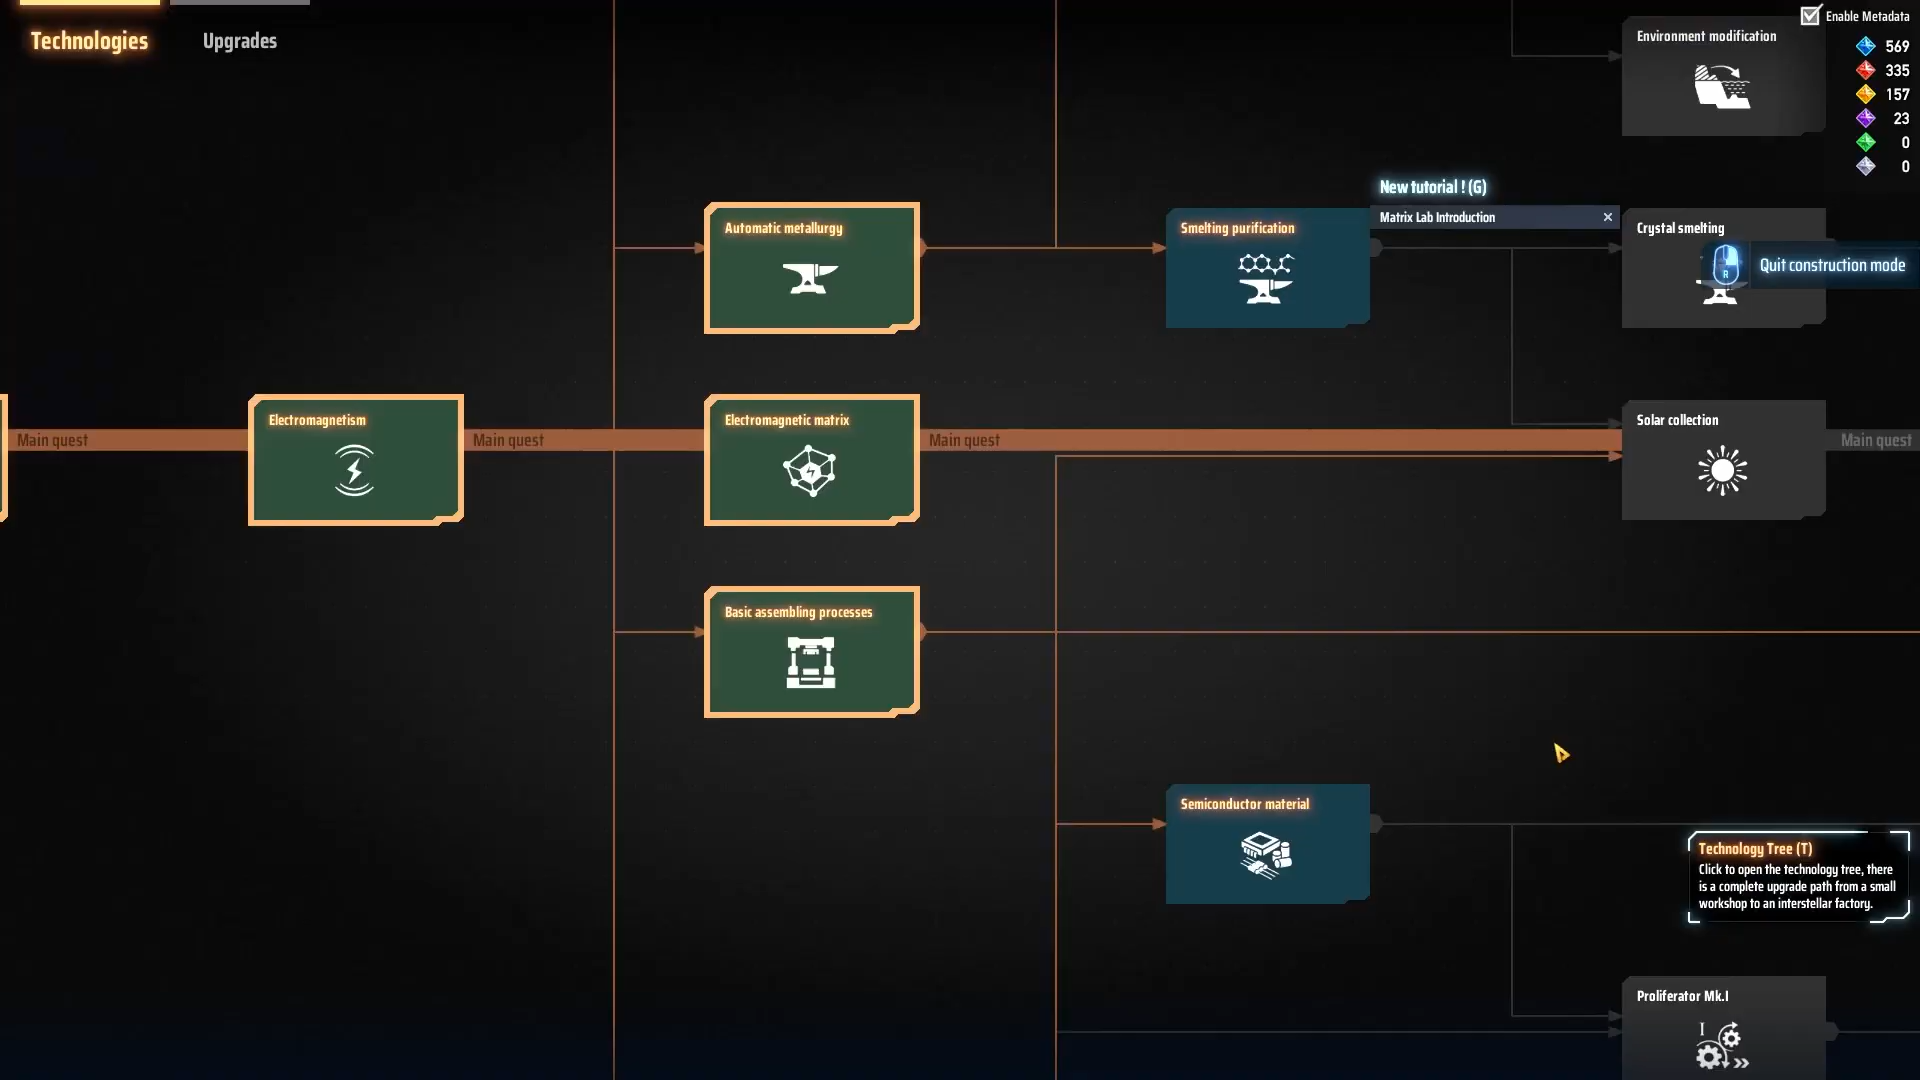 Technologies
Upgrades
Enable Metadata
569
335
157
23
0
0
Environment modification
New tutorial ! (G)
Matrix Lab Introduction
Automatic metallurgy
Smelting purification
Crystal smelting
R
Quit construction mode
Electromagnetism
Electromagnetic matrix
Solar collection
Main quest
Main quest
Main quest
Main quest
Basic assembling processes
Semiconductor material
Technology Tree (T)
Click to open the technology tree, there
is a complete upgrade path from a small
workshop to an interstellar factory.
Proliferator Mk.I
I